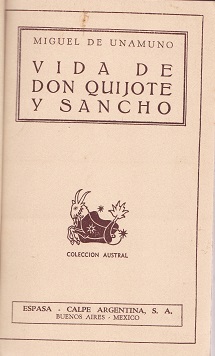 MIGUEL DE UNAMUNO
VIDA DE
DON QUIJOTE
Y SANCHO
COLECCION AUSTRAL
ESPASA - CALPE ARGENTINA, S. A.
BUENOS AIRES - MEXICO